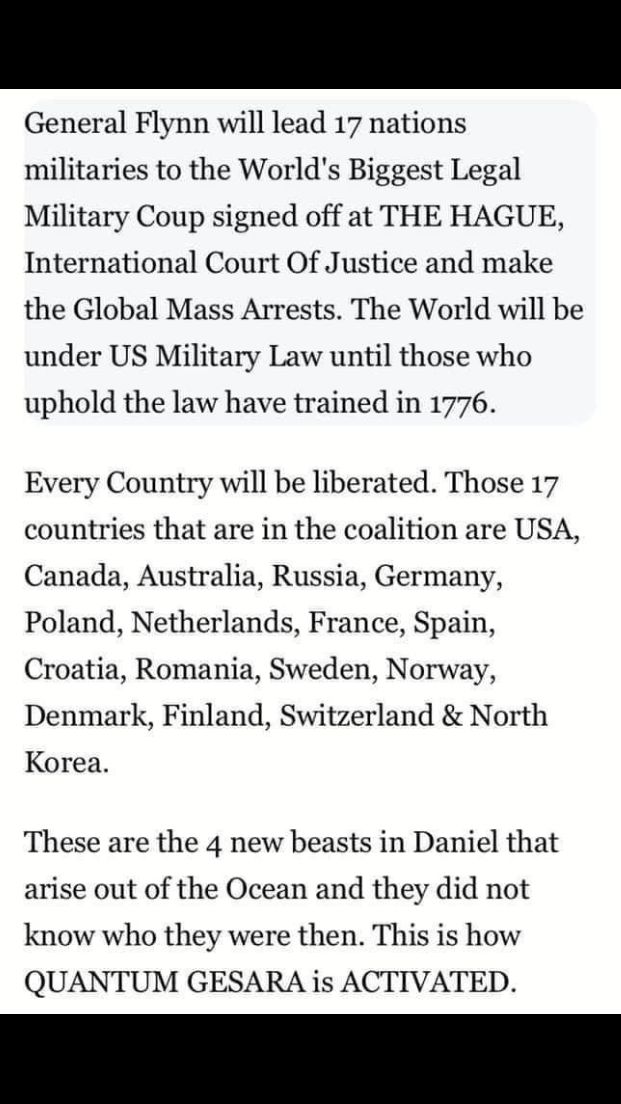 General Flynn will lead 17 nations
militaries to the World's Biggest Legal
Military Coup signed off at THE HAGUE,
International Court Of Justice and make
the Global Mass Arrests. The World will be
under US Military Law until those who
uphold the law have trained in 1776.
Every Country will be liberated. Those 17
countries that are in the coalition are USA,
Canada, Australia, Russia, Germany,
Poland, Netherlands, France, Spain,
Croatia, Romania, Sweden, Norway,
Denmark, Finland, Switzerland & North
Korea.
These are the 4 new beasts in Daniel that
arise out of the Ocean and they did not
know who they were then. This is how
QUANTUM GESARA is ACTIVATED.